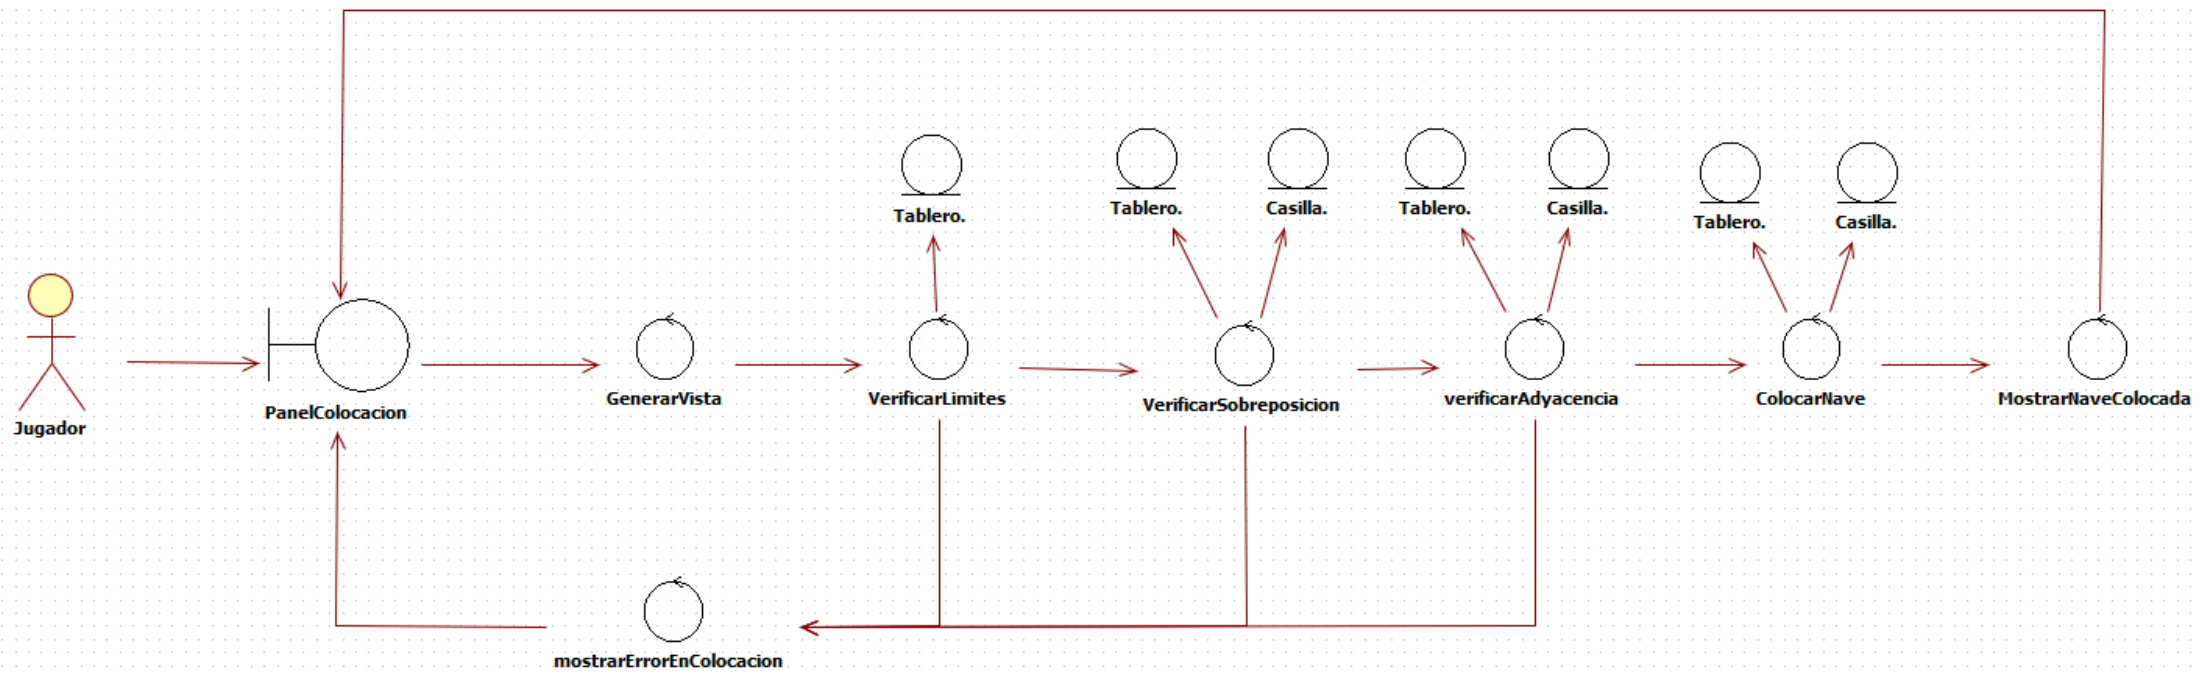 Tablero.
Tablero.
Casilla.
Tablero.
Casilla.
Tablero.
Casilla.
Jugador
PanelColocacion
GenerarVista
VerificarLimites
VerificarSobreposicion
verificarAdyacencia
ColocarNave
MostrarNaveColocada
mostrarErrorEnColocacion